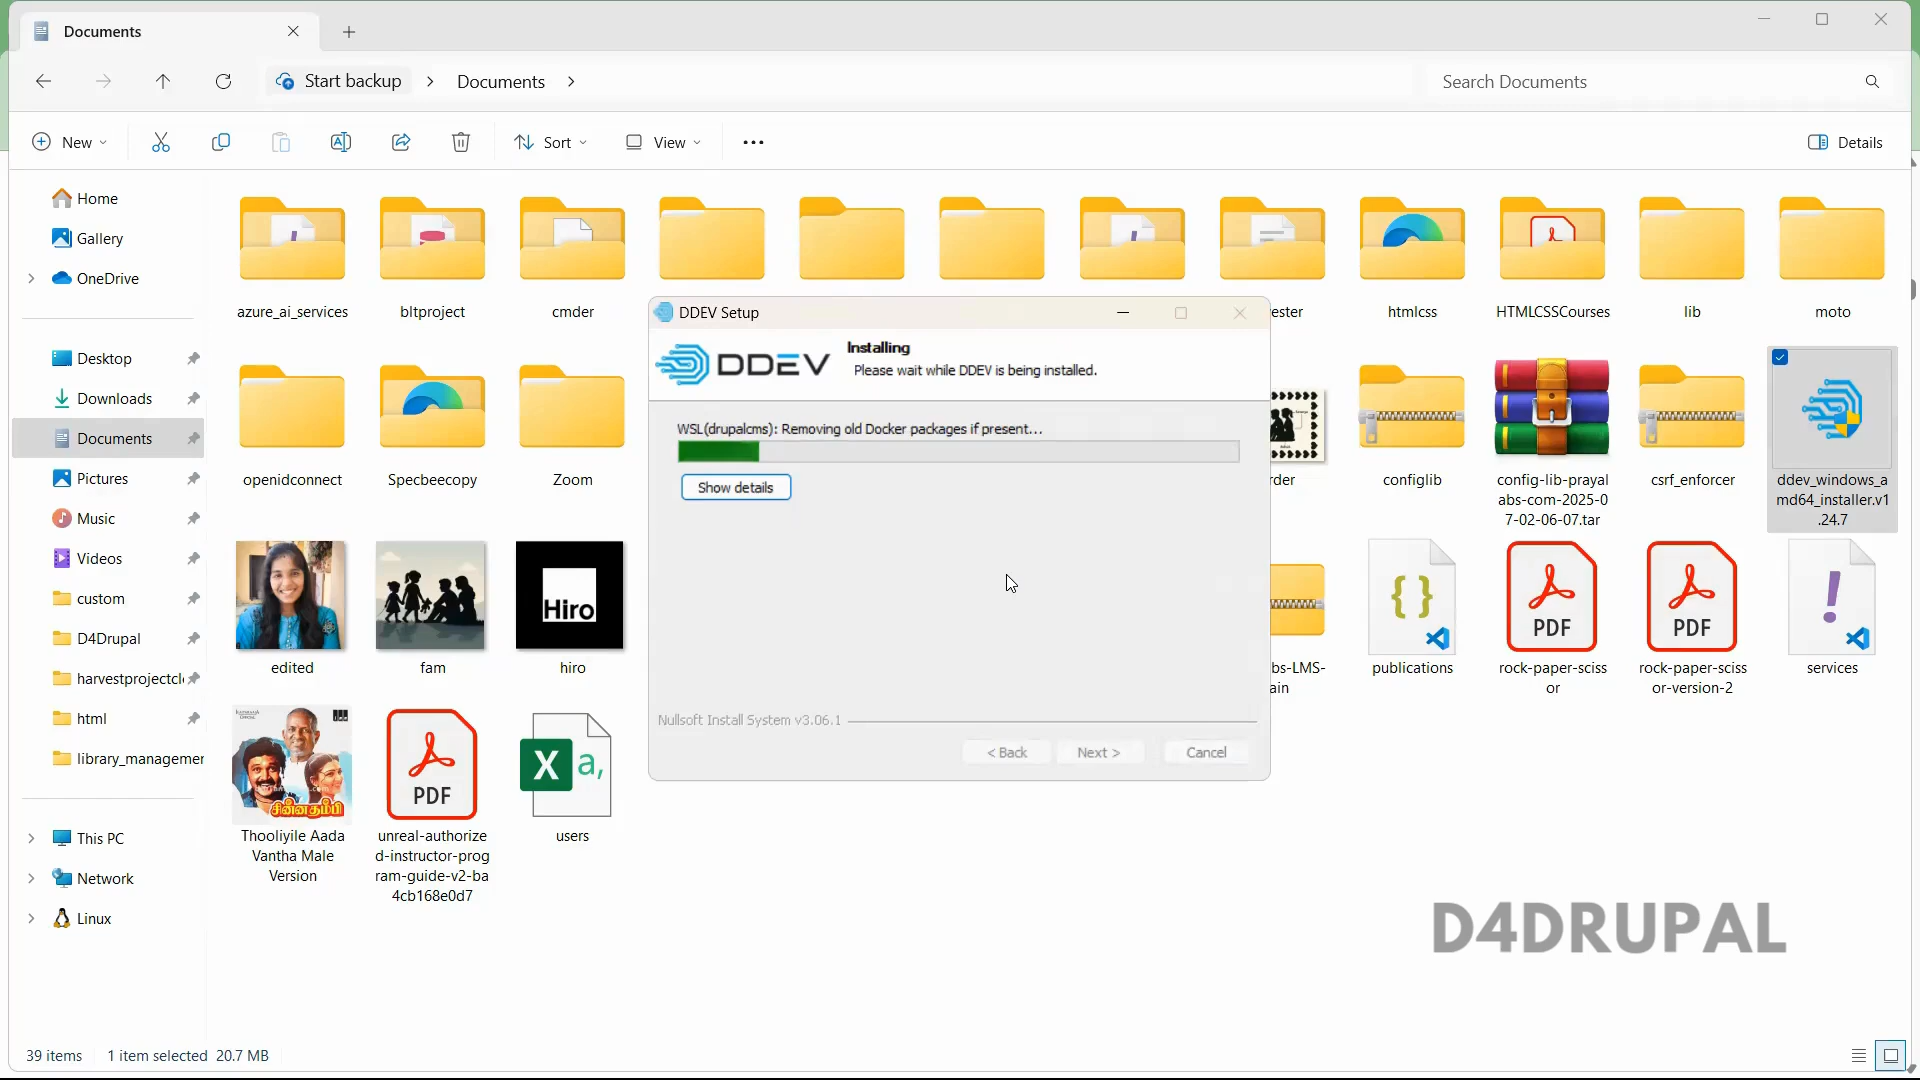 Documents
Start backup
Documents
Search Documents
New
Sort
View
Details
Home
Gallery
OneDrive
Desktop
Downloads
Documents
Pictures
Music
Videos
custom
D4Drupal
harvestprojectcl
html
library_managemer
This PC
Network
Linux
azure_ai_services
bltproject
cmder
ester
htmlcss
HTMLCSSCourses
lib
moto
openidconnect
Specbeecopy
Zoom
rder
configlib
config-lib-prayal
abs-com-2025-0
7-02-06-07.tar
csrf_enforcer
ddev_windows_a
md64_installer.v1
.24.7
DDEV Setup
DDEV
Installing
Please wait while DDEV is being installed.
WSL(drupalcms): Removing old Docker packages if present...
Show details
Nullsoft Install System v3.06.1
< Back
Next >
Cancel
Hiro
edited
fam
hiro
bs-LMS-
ain
{}
publications
PDF
rock-paper-sciss
or
PDF
rock-paper-sciss
or-version-2
!
services
சின்னதம்பி
Thooliyile Aada
Vantha Male
Version
PDF
unreal-authorize
d-instructor-prog
ram-guide-v2-ba
4cb168e0d7
X a,
users
D4DRUPAL
39 items
1 item selected 20.7 MB